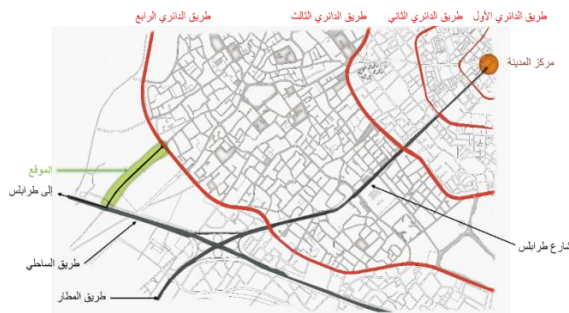 طريق الدائري الأول
طريق الدائري الثاني
طريق الدائري الثالث
طريق الدائري الرابع
مركز المدينة
الموقع
إلى طرابلس
شارع طرابلس
طريق الساحلي
طريق المطار